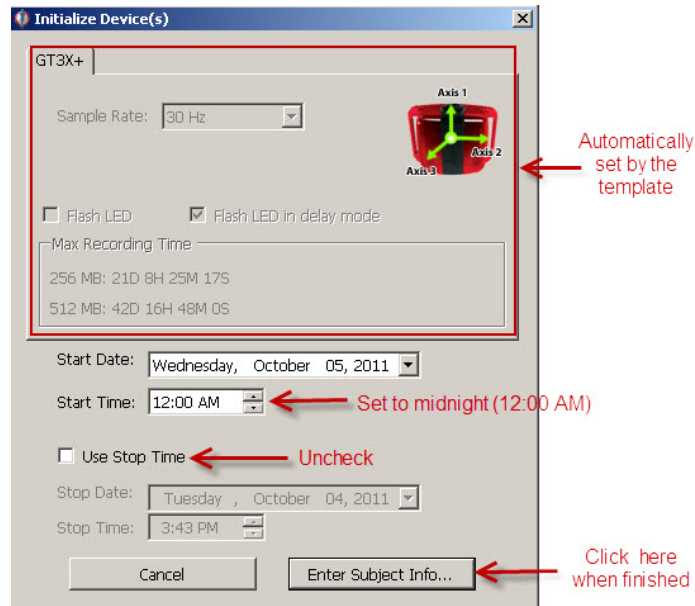 Initialize Device(s)
GT3X+
Sample Rate: 30 Hz
Axis 1
Axis 2
Axis 3
Automatically
set by the
template
Flash LED Flash LED in delay mode
Max Recording Time
256 MB: 21D 8H 25M 17S
512 MB: 42D 16H 48M 0S
Start Date: Wednesday, October 05, 2011
Start Time: 12:00 AM Set to midnight (12:00 AM)
Use Stop Time Uncheck
Stop Date: Tuesday , October 04, 2011
Stop Time: 3:43 PM
Cancel Enter Subject Info...
Click here
when finished